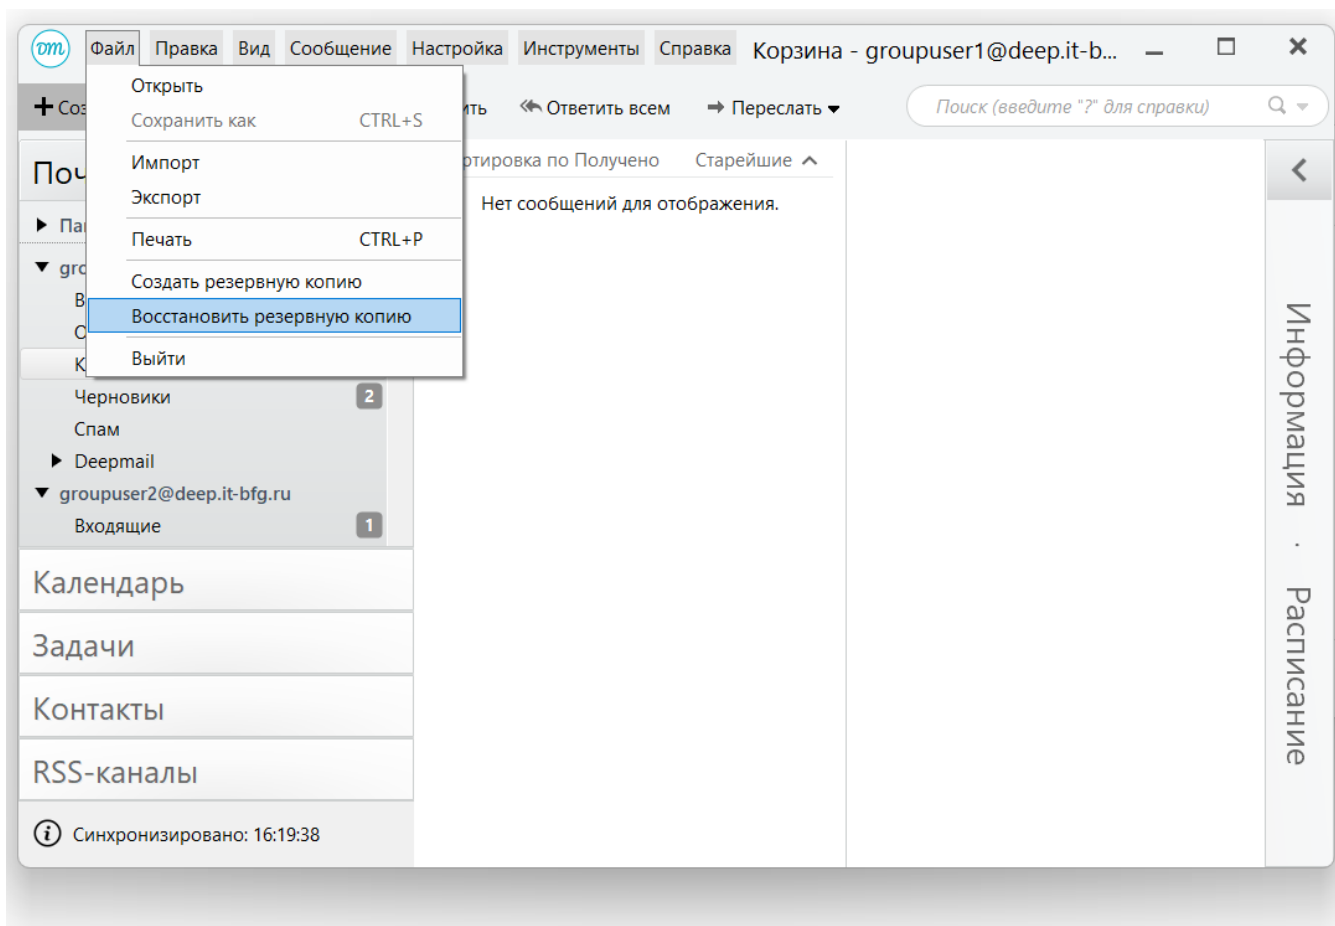 Файл Правка Вид Сообщение Настройка Инструменты Справка Корзина - groupuser1@deep.it-b...
Ответить всем Переслать Поиск (введите "?" для справки)
Открыть
Сохранить как CTRL+S
Импорт
Экспорт
Печать CTRL+P
Создать резервную копию
Восстановить резервную копию
Выйти
по Получено Старейшие
Нет сообщений для отображения.
Черновики 2
Спам
Deepmail
groupuser2@deep.it-bfg.ru
Входящие 1
Календарь
Задачи
Контакты
RSS-каналы
Синхронизировано: 16:19:38
Информация · Расписание